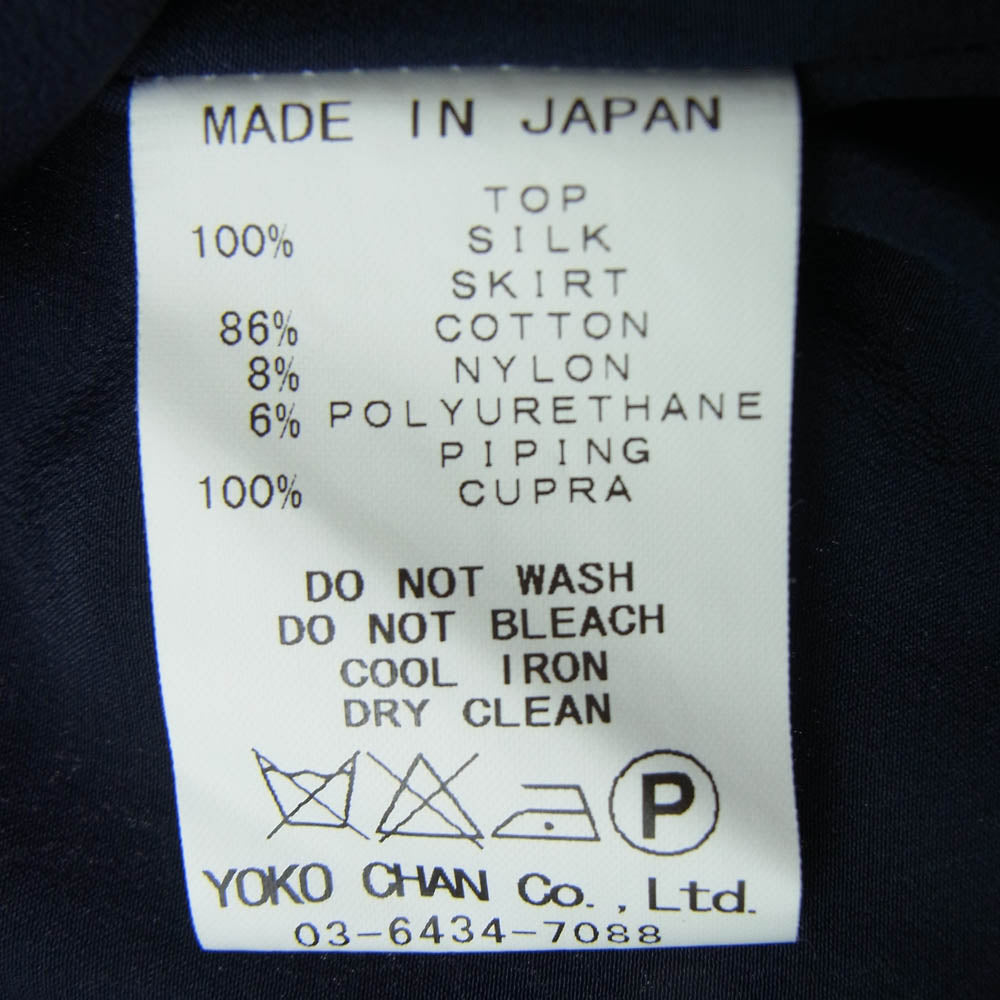 MADE IN JAPAN
TOP
100% SILK
SKIRT
86% COTTON
8% NYLON
6% POLYURETHANE
PIPING
100% CUPRA
DO NOT WASH
DO NOT BLEACH
COOL IRON
DRY CLEAN
P
YOKO CHAN Co., Ltd.
03-6434-7088